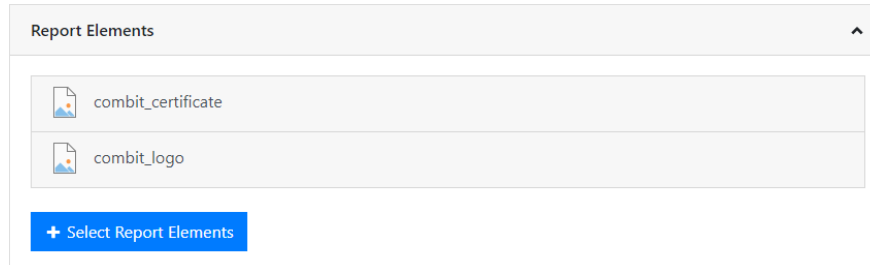 Report Elements
combit_certificate
combit_logo
+ Select Report Elements